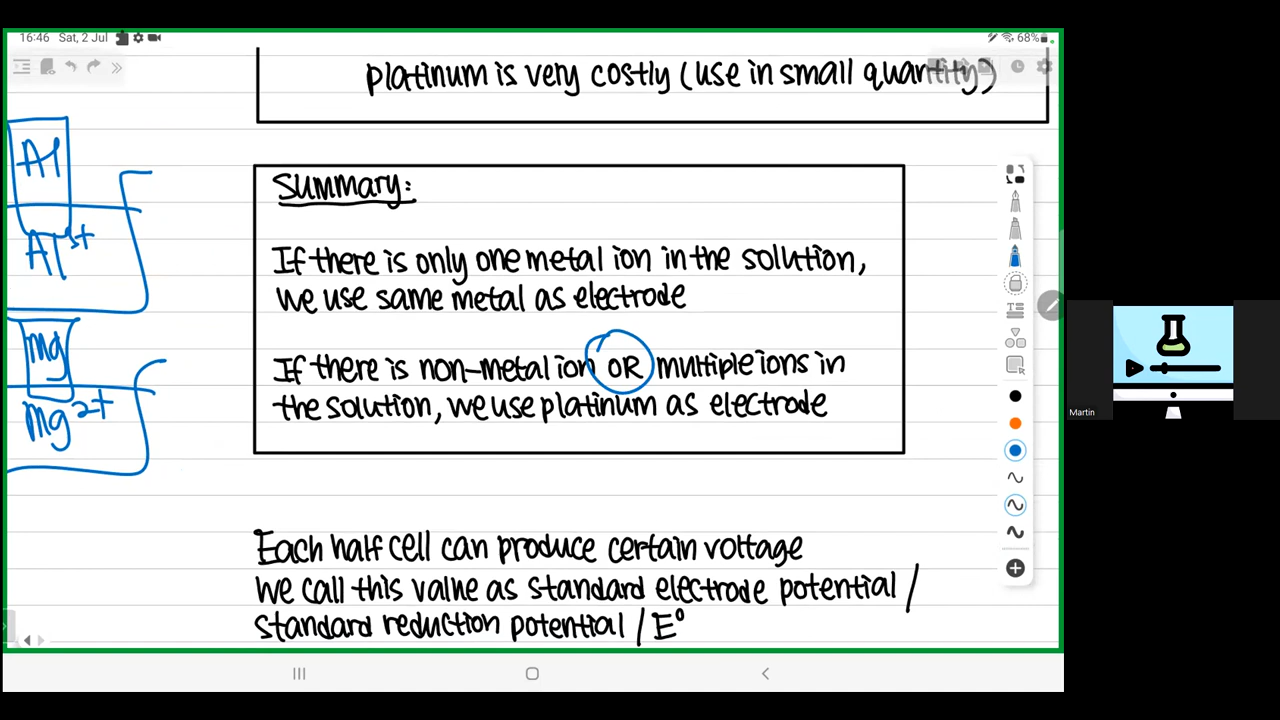 16:46 Sat, 2 Jul
68%
platinum is very costly (use in small quantity)
Al
Al3+
Mg
Mg2+
Summary:
If there is only one metal ion in the solution,
we use same metal as electrode
If there is non-metal ion OR multiple ions in
the solution, we use platinum as electrode
Each half cell can produce certain voltage
We call this value as standard electrode potential /
standard reduction potential / E⁰
Martin